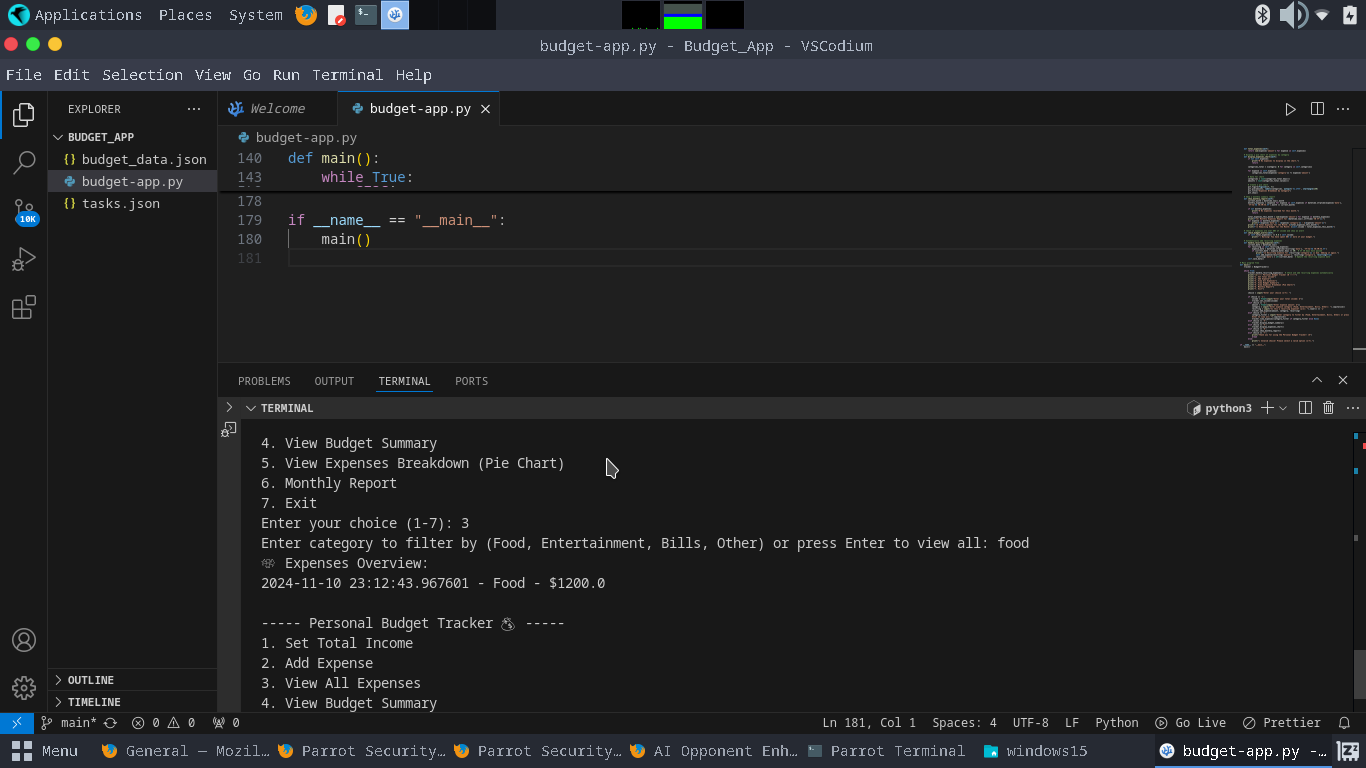 Applications Places System
budget-app.py - Budget_App - VSCodium
File Edit Selection View Go Run Terminal Help
EXPLORER
Welcome
budget-app.py
BUDGET_APP
budget_data.json
budget-app.py
tasks.json
10K
budget-app.py
140 def main():
143 while True:
178
179 if __name__ == "__main__":
180 main()
181
PROBLEMS OUTPUT TERMINAL PORTS
TERMINAL
python3
4. View Budget Summary
5. View Expenses Breakdown (Pie Chart)
6. Monthly Report
7. Exit
Enter your choice (1-7): 3
Enter category to filter by (Food, Entertainment, Bills, Other) or press Enter to view all: food
Expenses Overview:
2024-11-10 23:12:43.967601 - Food - $1200.0
----- Personal Budget Tracker -----
1. Set Total Income
2. Add Expense
3. View All Expenses
4. View Budget Summary
OUTLINE
TIMELINE
main* 0 0 0
Ln 181, Col 1 Spaces: 4 UTF-8 LF Python Go Live Prettier
Menu General — Mozil... Parrot Security... Parrot Security... AI Opponent Enh... Parrot Terminal windows15 budget-app.py -...